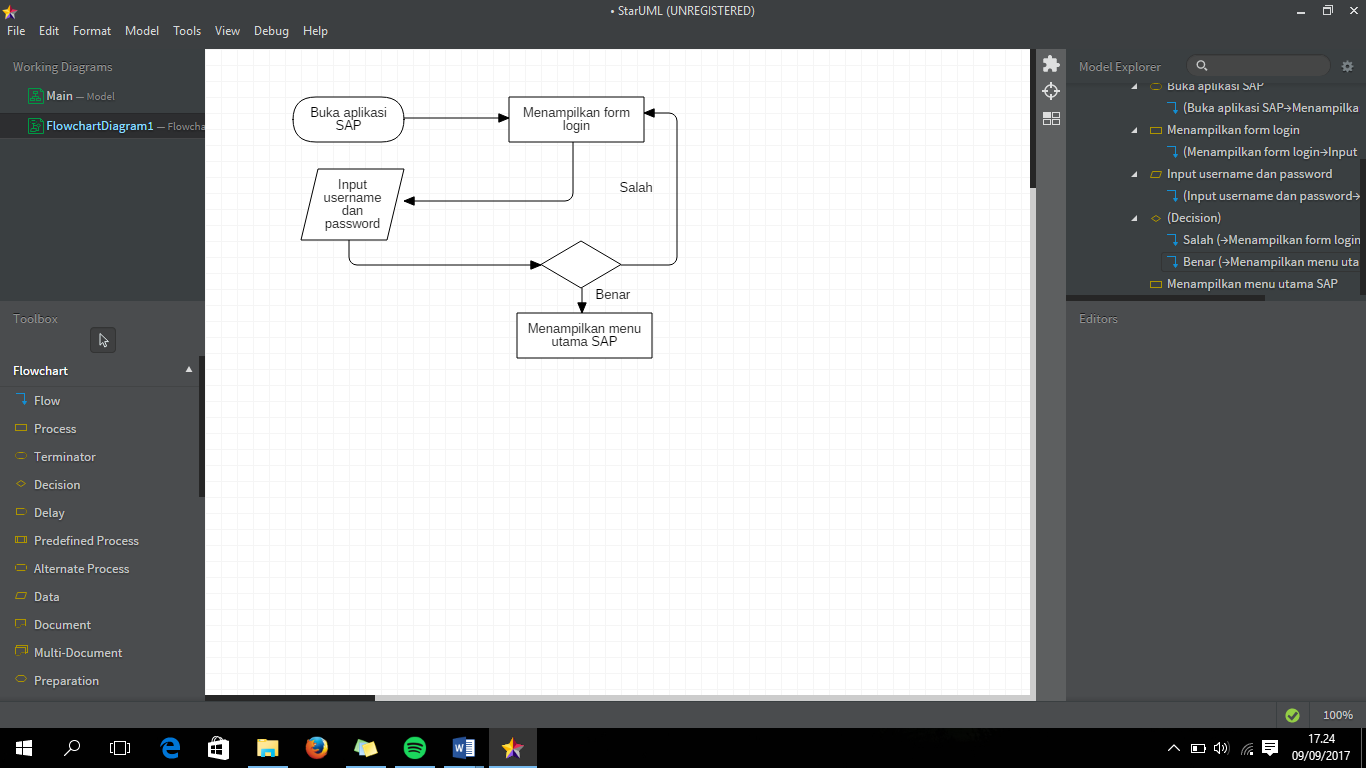 • StarUML (UNREGISTERED)
File Edit Format Model Tools View Debug Help
Working Diagrams
Main — Model
FlowchartDiagram1 — Flowcha
Toolbox
Flowchart
Flow
Process
Terminator
Decision
Delay
Predefined Process
Alternate Process
Data
Document
Multi-Document
Preparation
Buka aplikasi
SAP
Menampilkan form
login
Input
username
dan
password
Salah
Benar
Menampilkan menu
utama SAP
Model Explorer
Buka aplikasi SAP
(Buka aplikasi SAP→Menampilka
Menampilkan form login
(Menampilkan form login→Input
Input username dan password
(Input username dan password→
(Decision)
Salah (→Menampilkan form login
Benar (→Menampilkan menu uta
Menampilkan menu utama SAP
Editors
100%
17.24
09/09/2017